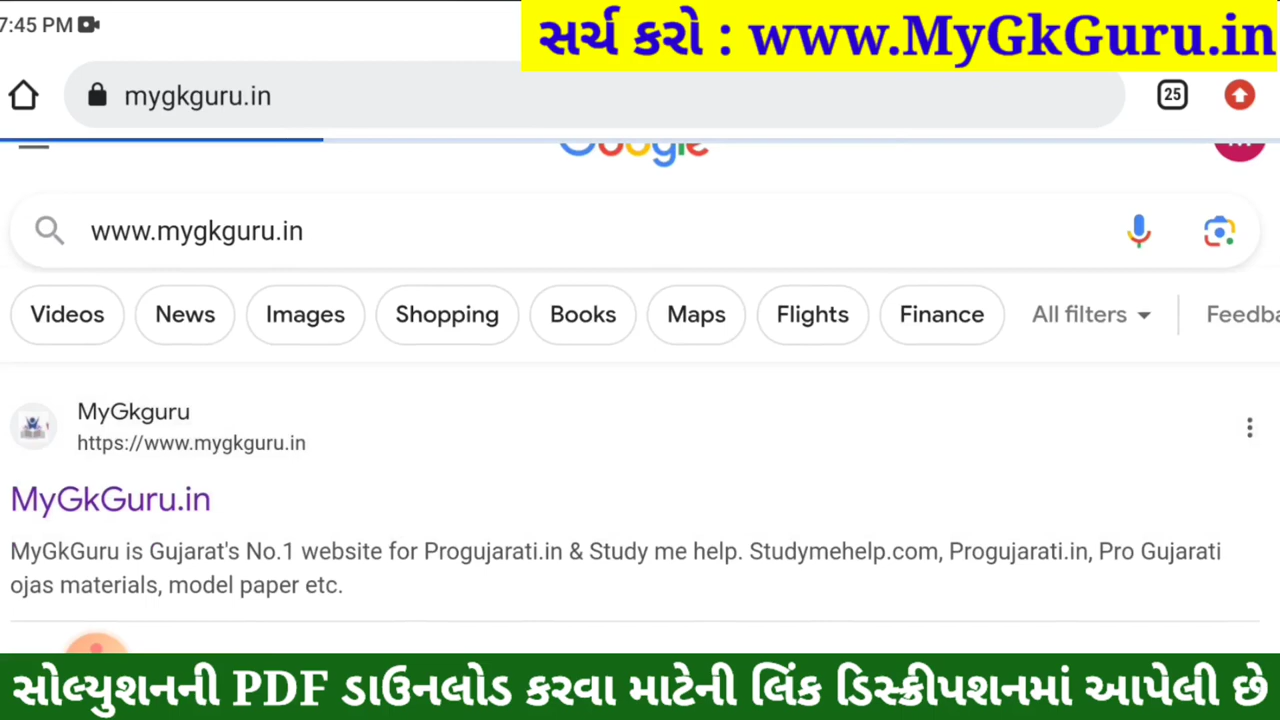 7:45 PM
સર્ચ કરો : www.MyGkGuru.in
mygkguru.in
25
Google
www.mygkguru.in
Videos News Images Shopping Books Maps Flights Finance All filters Feedba
MyGkguru
https://www.mygkguru.in
MyGkGuru.in
MyGkGuru is Gujarat's No.1 website for Progujarati.in & Study me help. Studymehelp.com, Progujarati.in, Pro Gujarati
ojas materials, model paper etc.
સોલ્યુશનની PDF ડાઉનલોડ કરવા માટેની લિંક ડિસ્ક્રીપશનમાં આપેલી છે